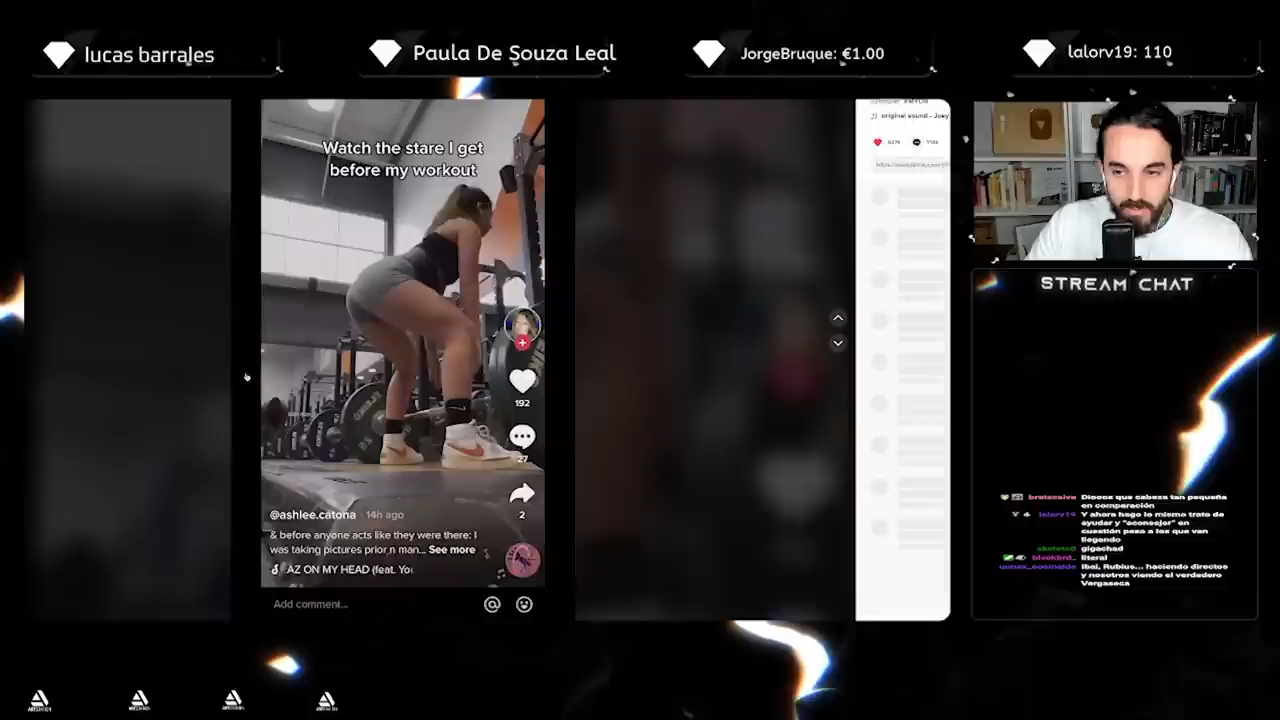 lucas barrales
Paula De Souza Leal
JorgeBruque: €1.00
lalorv19: 110
Watch the stare I get
before my workout
192
27
2
@ashlee.catona · 14h ago
& before anyone acts like they were there: I
was taking pictures prior n man... See more
AZ ON MY HEAD (feat. Yo
Add comment...
original sound - Joey
STREAM CHAT
Diooos que cabeza tan pequeña
en comparación
lalorv19 Y ahora hago lo mismo trato de
ayudar y "aconsejar" en
cuestión pesa a los que van
llegando
gigachad
literal
Ibai, Rubius... haciendo directos
y nosotros viendo el verdadero
Vergaseca